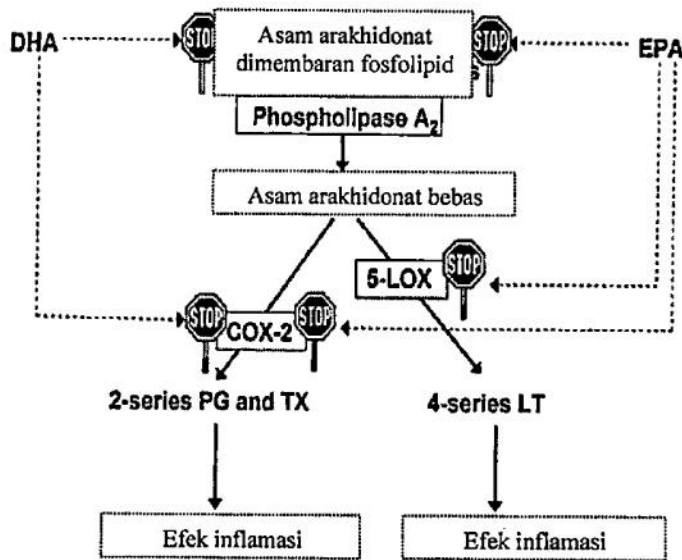 DHA
STOP
Asam arakhidonat
dimembaran fosfolipid
STOP
EPA
Phospholipase A2
Asam arakhidonat bebas
5-LOX
STOP
STOP
COX-2
STOP
2-series PG and TX
4-series LT
Efek inflamasi
Efek inflamasi